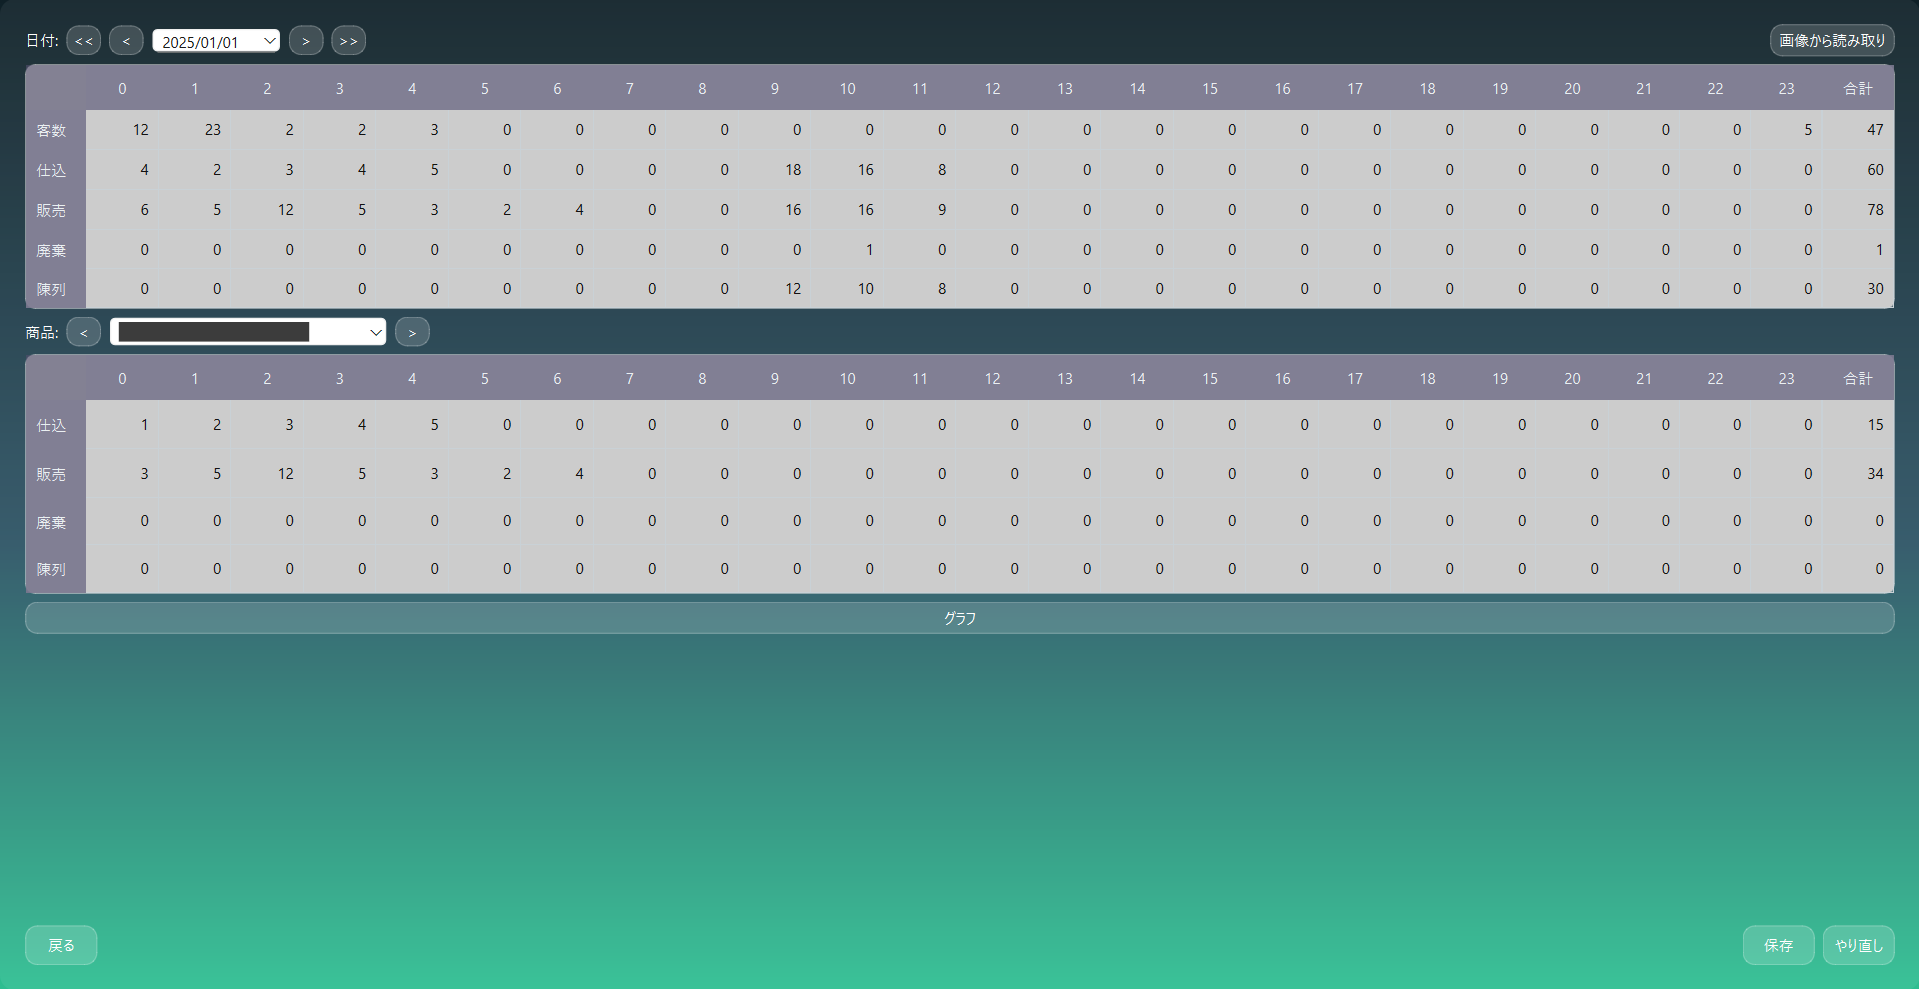 日付: << < 2025/01/01 > >> 画像から読み取り
0 1 2 3 4 5 6 7 8 9 10 11 12 13 14 15 16 17 18 19 20 21 22 23 合計
客数 12 23 2 2 3 0 0 0 0 0 0 0 0 0 0 0 0 0 0 0 0 0 0 5 47
仕込 4 2 3 4 5 0 0 0 0 18 16 8 0 0 0 0 0 0 0 0 0 0 0 0 60
販売 6 5 12 5 3 2 4 0 0 16 16 9 0 0 0 0 0 0 0 0 0 0 0 0 78
廃棄 0 0 0 0 0 0 0 0 0 0 1 0 0 0 0 0 0 0 0 0 0 0 0 0 1
陳列 0 0 0 0 0 0 0 0 0 12 10 8 0 0 0 0 0 0 0 0 0 0 0 0 30
商品: < >
0 1 2 3 4 5 6 7 8 9 10 11 12 13 14 15 16 17 18 19 20 21 22 23 合計
仕込 1 2 3 4 5 0 0 0 0 0 0 0 0 0 0 0 0 0 0 0 0 0 0 0 15
販売 3 5 12 5 3 2 4 0 0 0 0 0 0 0 0 0 0 0 0 0 0 0 0 0 34
廃棄 0 0 0 0 0 0 0 0 0 0 0 0 0 0 0 0 0 0 0 0 0 0 0 0 0
陳列 0 0 0 0 0 0 0 0 0 0 0 0 0 0 0 0 0 0 0 0 0 0 0 0 0
グラフ
戻る 保存 やり直し